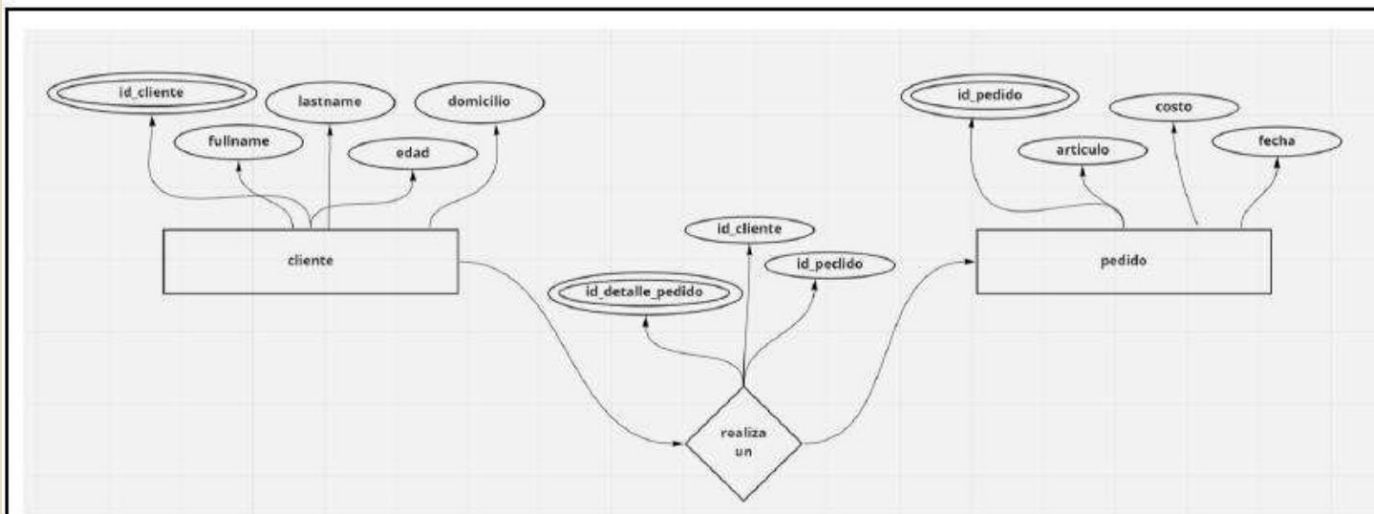 id_cliente
lastname
domicilio
fullname
edad
cliente
id_pedido
costo
articulo
fecha
pedido
id_cliente
id_pedido
id_detalle_pedido
realiza
un